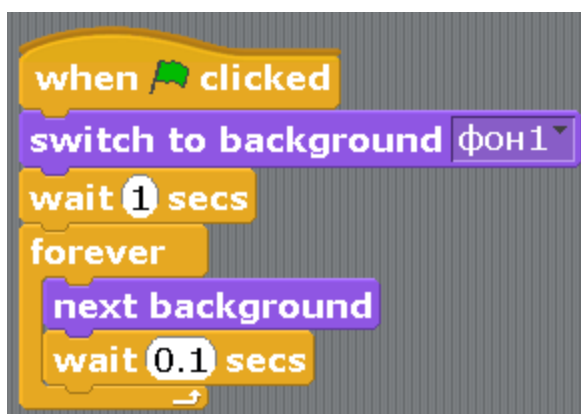 when clicked
switch to background фон1
wait 1 secs
forever
next background
wait 0.1 secs